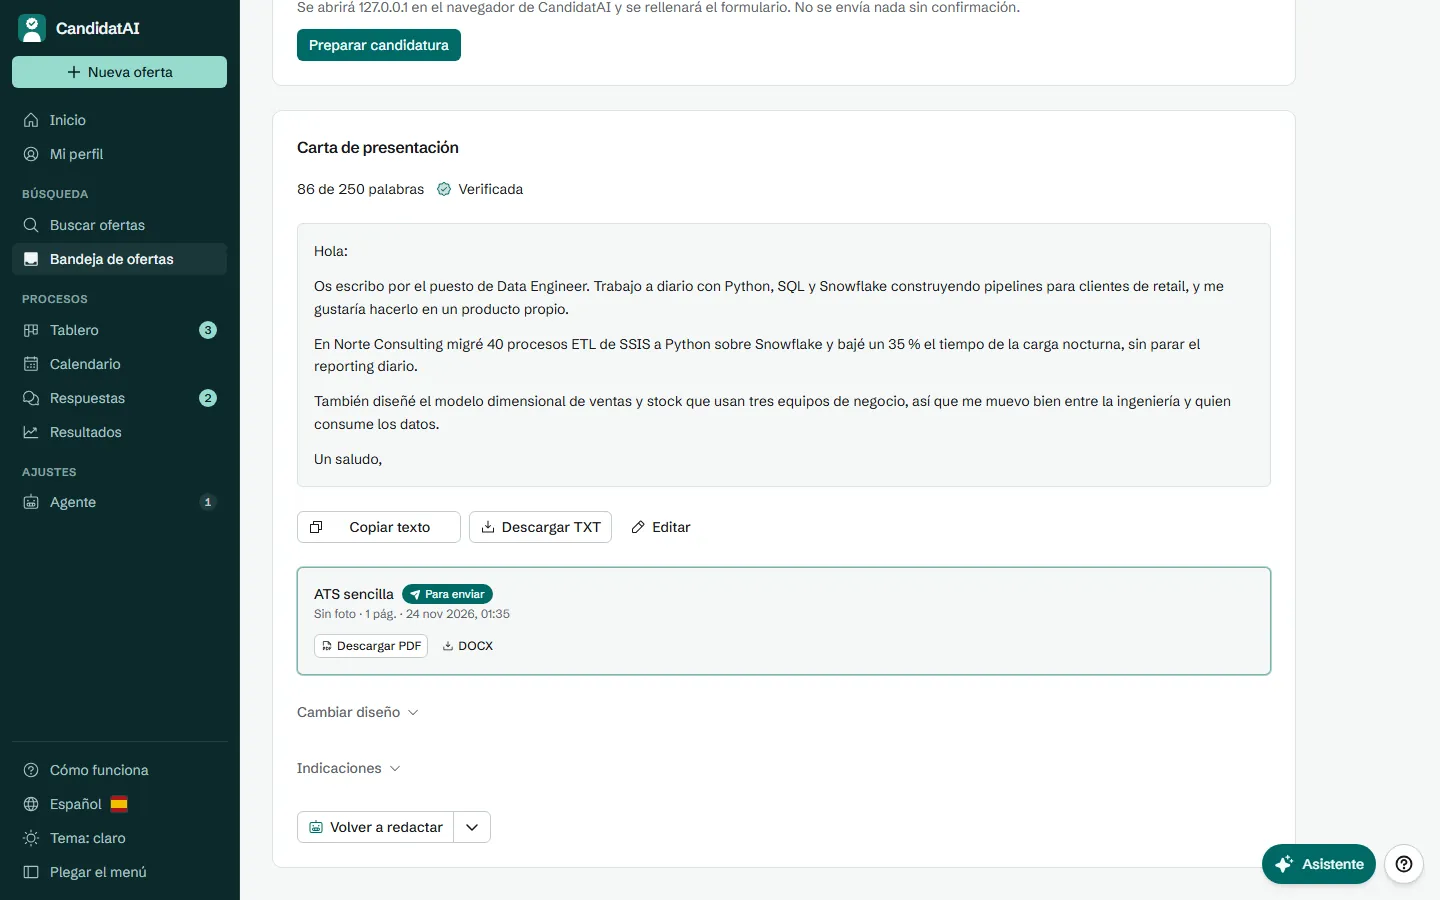 CandidatAI
Nueva oferta
Inicio
Mi perfil
BÚSQUEDA
Buscar ofertas
Bandeja de ofertas
PROCESOS
Tablero 3
Calendario
Respuestas 2
Resultados
AJUSTES
Agente 1
Cómo funciona
Español
Tema: claro
Plegar el menú
Se abrirá 127.0.0.1 en el navegador de CandidatAI y se rellenará el formulario. No se envía nada sin confirmación.
Preparar candidatura
Carta de presentación
86 de 250 palabras Verificada
Hola:
Os escribo por el puesto de Data Engineer. Trabajo a diario con Python, SQL y Snowflake construyendo pipelines para clientes de retail, y me
gustaría hacerlo en un producto propio.
En Norte Consulting migré 40 procesos ETL de SSIS a Python sobre Snowflake y bajé un 35 % el tiempo de la carga nocturna, sin parar el
reporting diario.
También diseñé el modelo dimensional de ventas y stock que usan tres equipos de negocio, así que me muevo bien entre la ingeniería y quien
consume los datos.
Un saludo,
Copiar texto Descargar TXT Editar
ATS sencilla Para enviar
Sin foto · 1 pág. · 24 nov 2026, 01:35
Descargar PDF DOCX
Cambiar diseño
Indicaciones
Volver a redactar
Asistente